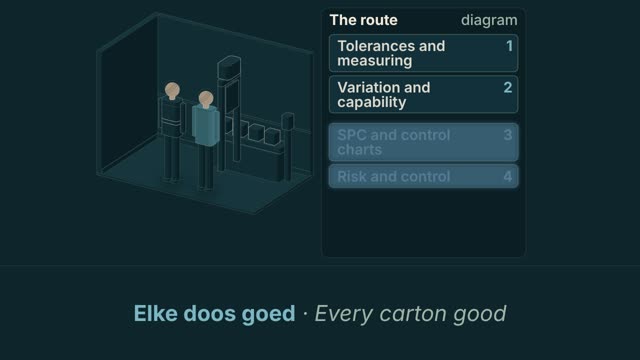 The route diagram
Tolerances and measuring 1
Variation and capability 2
SPC and control charts 3
Risk and control 4
Elke doos goed · Every carton good